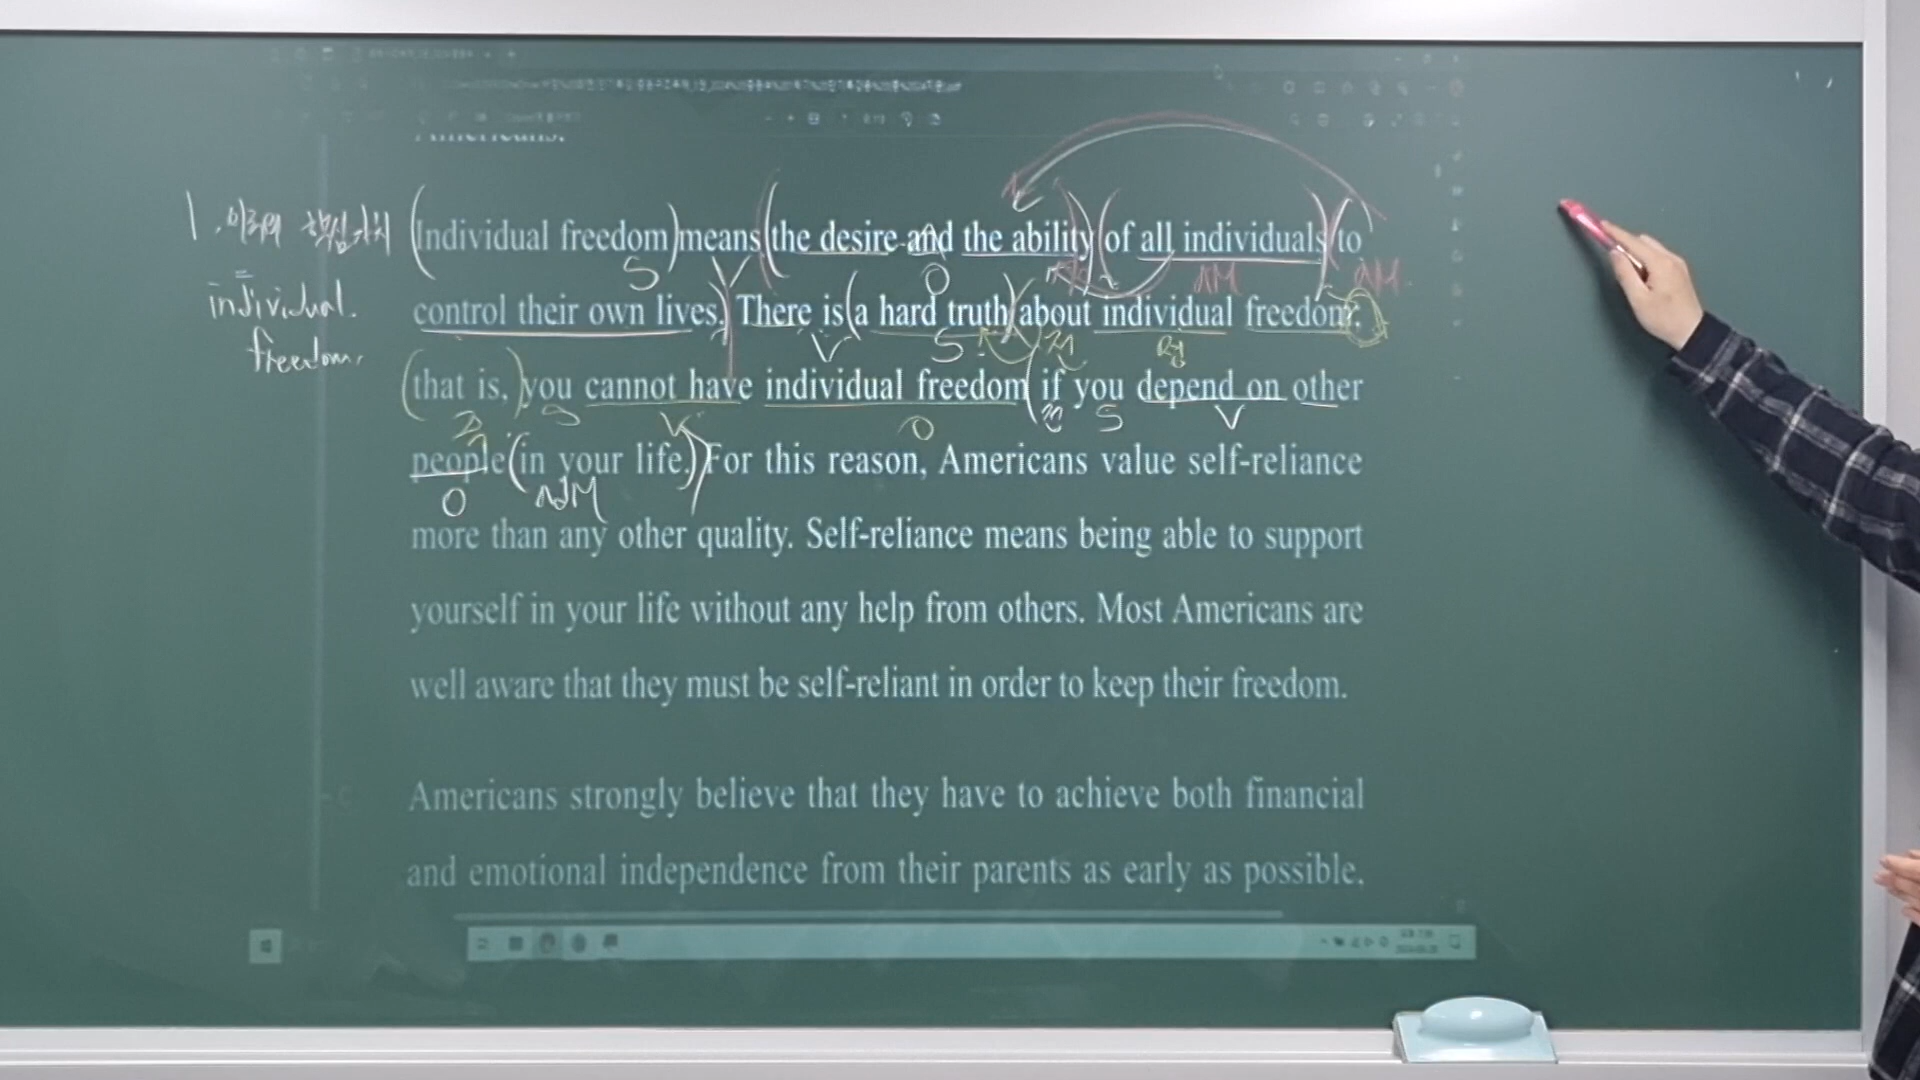 Americans.
Individual freedom means the desire and the ability of all individuals to
control their own lives. There is a hard truth about individual freedom;
that is, you cannot have individual freedom if you depend on other
people in your life. For this reason, Americans value self-reliance
more than any other quality. Self-reliance means being able to support
yourself in your life without any help from others. Most Americans are
well aware that they must be self-reliant in order to keep their freedom.
Americans strongly believe that they have to achieve both financial
and emotional independence from their parents as early as possible,
1. 핵심가치
individual
freedom.
S V O AM AM
V S
S V O S V
O AdM